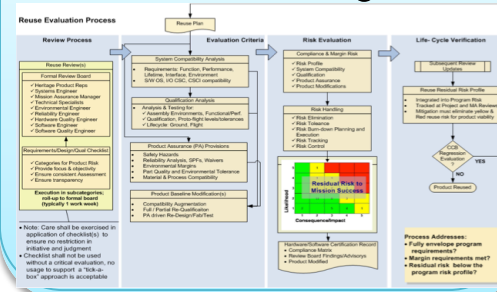 Reuse Evaluation Process
Reuse Plan
Review Process
Evaluation Criteria
Risk Evaluation
Life- Cycle Verification
Reuse Review(s)
Formal Review Board
✓ Heritage Product Reps
✓ Systems Engineer
✓ Mission Assurance Manager
✓ Technical Specialists
✓ Environmental Engineer
✓ Reliability Engineer
✓ Hardware Quality Engineer
✓ Software Engineer
✓ Software Quality Engineer
Requirements/Design/Qual Checklist
✓ Categories for Product Risk
✓ Provide focus & objectivity
✓ Ensure consistent Assessment
✓ Ensure transparency
Execution in subcategories;
roll-up to formal board
(typically 1 work week)
• Note: Care shall be exercised in
application of checklist(s) to
ensure no restriction in
initiative and judgment
• Checklist shall not be used
without a critical evaluation, no
usage to support a "tick-a-
box" approach is acceptable
System Compatibility Analysis
• Requirements: Function, Performance,
Lifetime, Interface, Environment
• S/W OS, I/O CSC, CSCI compatibility
Qualification Analysis
• Analysis & Testing for:
✓ Assembly Environments, Functional/Perf.
✓ Qualification, Proto-flight levels/tolerances
✓ Lifecycle: Ground, Flight
Product Assurance (PA) Provisions
• Safety Hazards
• Reliability Analysis, SPFs, Waivers
• Environmental Margins
• Part Quality and Environmental Tolerance
• Material & Process Compatibility
Product Baseline Modification(s)
• Compatibility Augmentation
• Full / Partial Re-Qualification
• PA driven Re-Design/Fab/Test
Compliance & Margin Risk
✓ Risk Profile
✓ System Compatibility
✓ Qualification
✓ Product Assurance
✓ Product Modifications
Risk Handling
✓ Risk Elimination
✓ Risk Tolerance
✓ Risk Burn-down Planning and
Execution
✓ Risk Tracking
✓ Risk Control
Likelihood
Residual Risk to
Mission Success
Consequence/Impact
Hardware/Software Certification Record
• Compliance Matrix
• Review Board Findings/Advisorys
• Product Modified
Subsequent Review
Updates
Reuse Residual Risk Profile
• Integrated into Program Risk
• Tracked at Project and MA Reviews
• Mitigation must eliminate failure &
Rent reuse risk for product viability
CCB
Regression
Evaluation
?
YES
NO
Product Reused
Process Addresses:
• Fully envelope program
requirements?
• Margin requirements met?
• Residual risk below the
program risk profile?